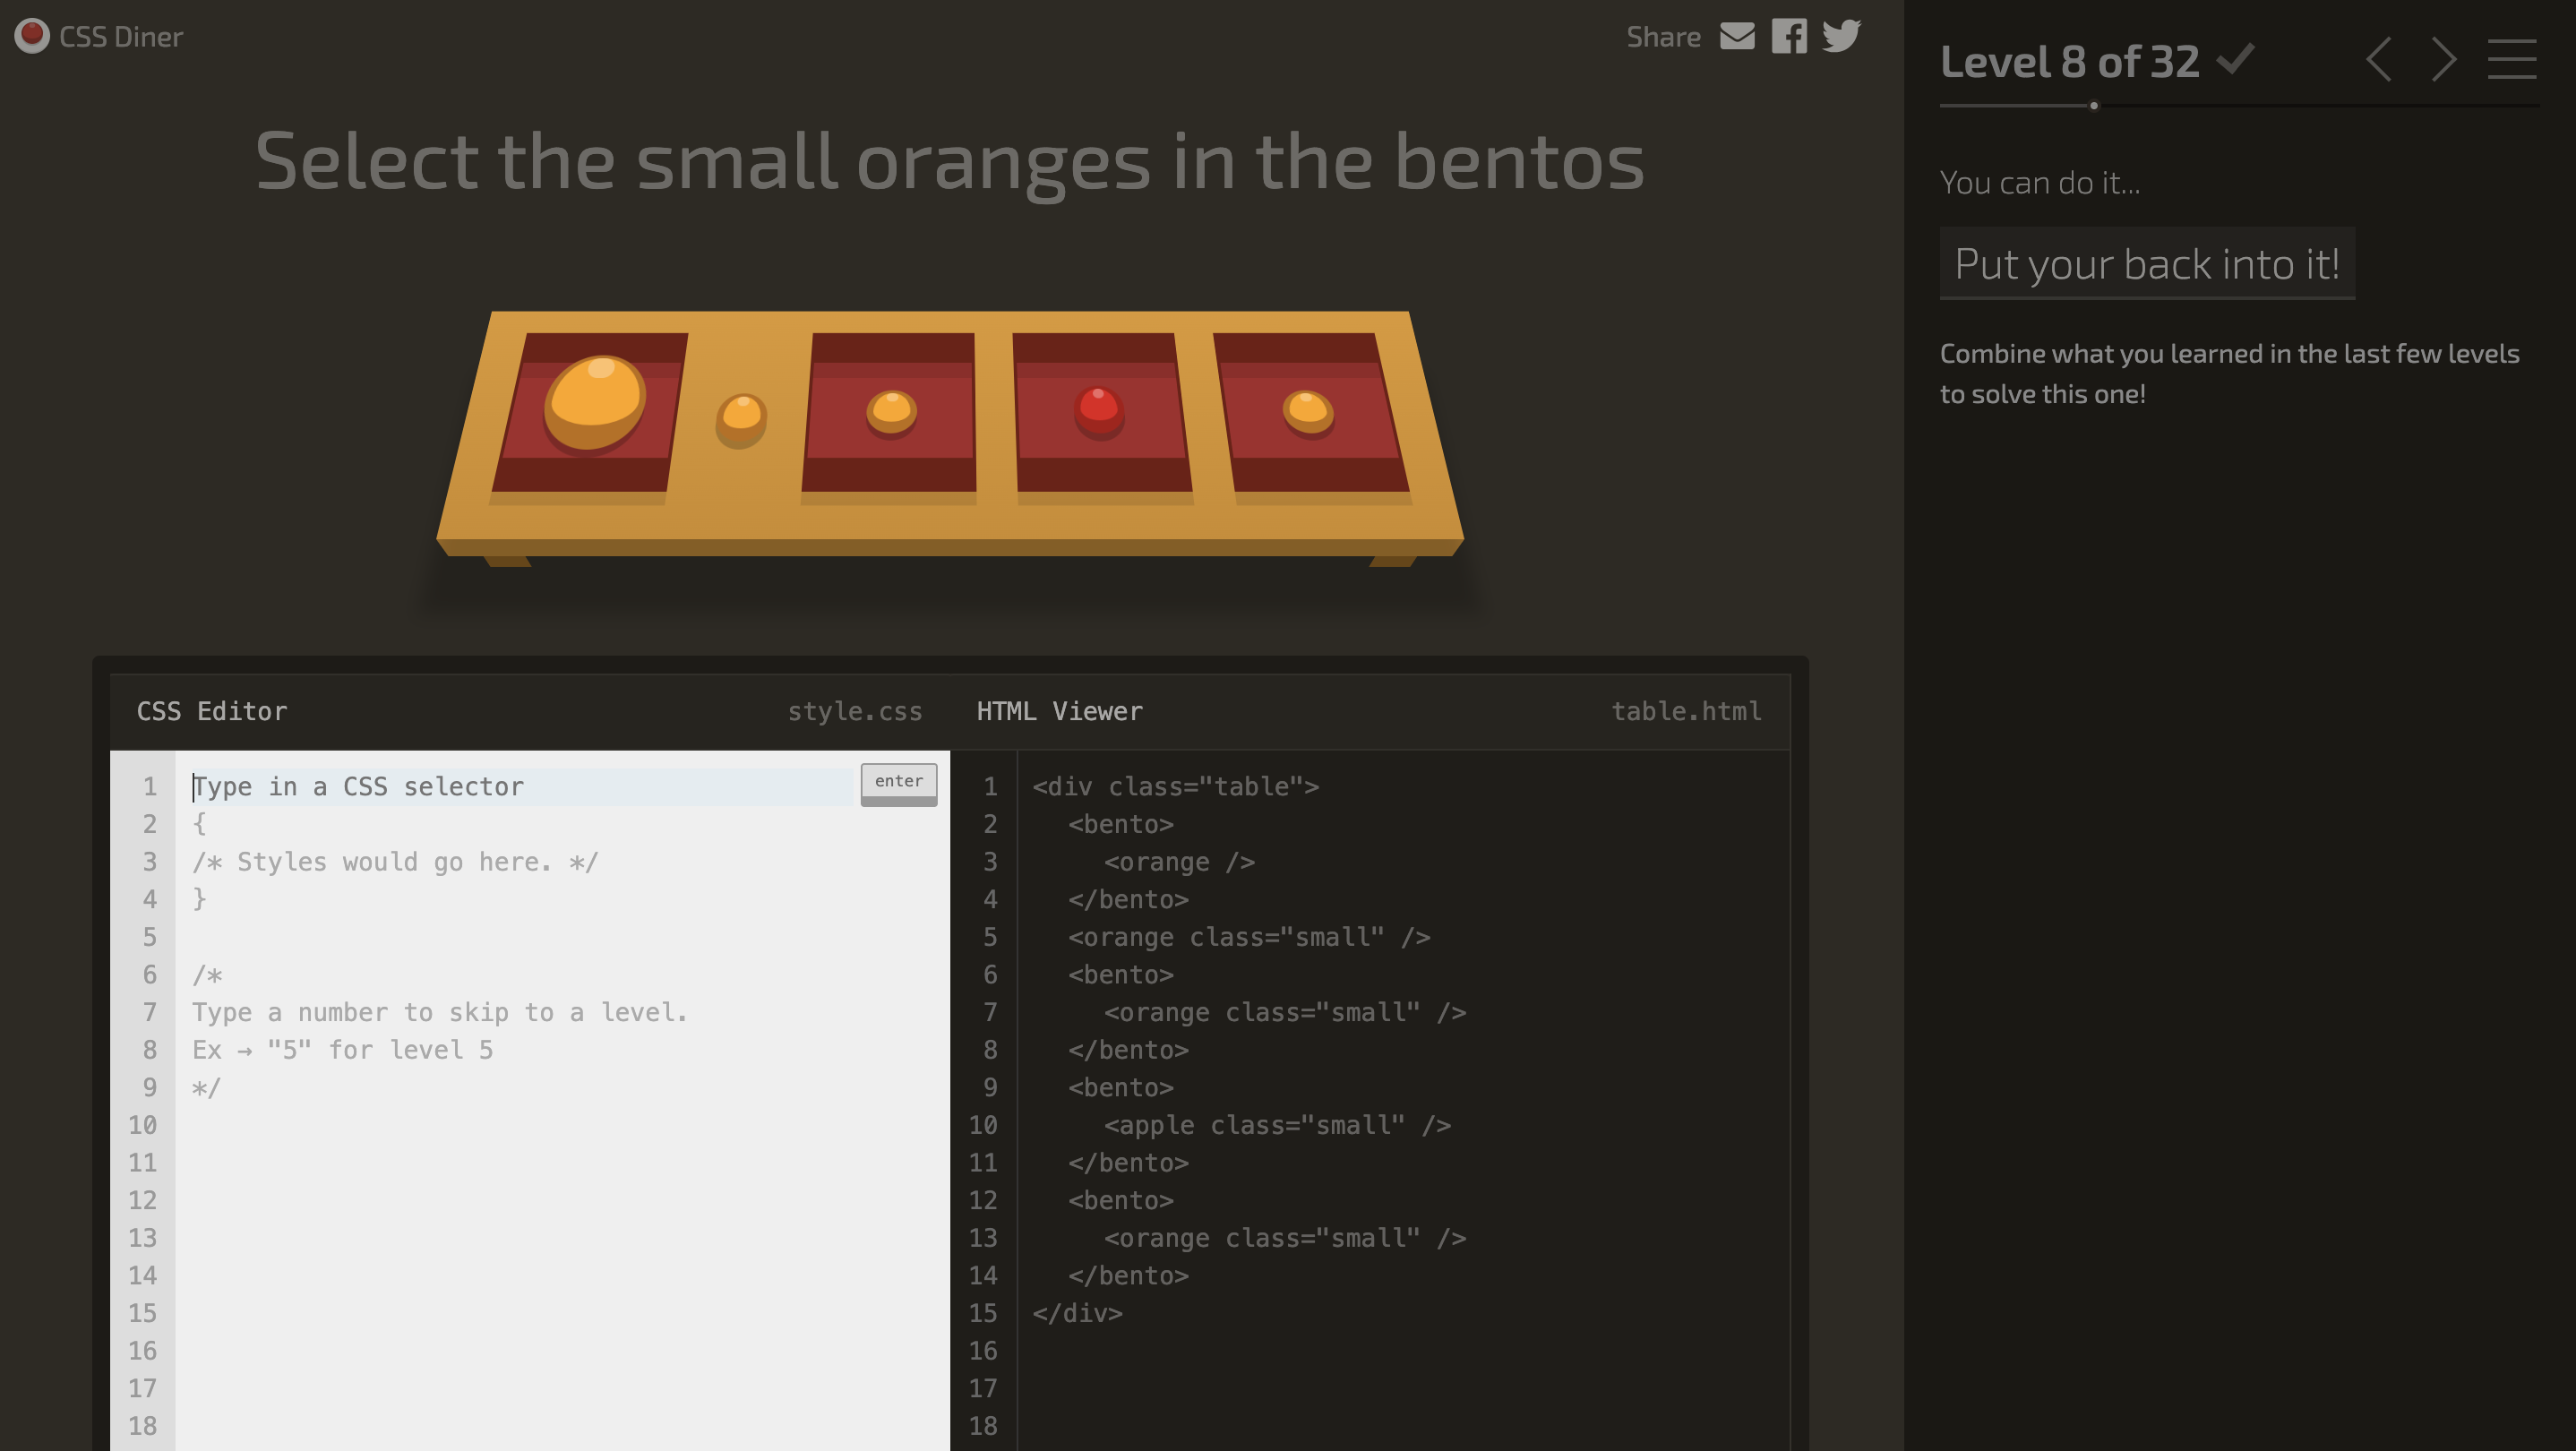 CSS Diner
Share
Select the small oranges in the bentos
CSS Editor style.css
1 Type in a CSS selector enter
2 {
3 /* Styles would go here. */
4 }
5
6 /*
7 Type a number to skip to a level.
8 Ex → "5" for level 5
9 */
10
11
12
13
14
15
16
17
18
HTML Viewer table.html
1 <div class="table">
2 <bento>
3 <orange />
4 </bento>
5 <orange class="small" />
6 <bento>
7 <orange class="small" />
8 </bento>
9 <bento>
10 <apple class="small" />
11 </bento>
12 <bento>
13 <orange class="small" />
14 </bento>
15 </div>
16
17
18
Level 8 of 32
You can do it...
Put your back into it!
Combine what you learned in the last few levels
to solve this one!